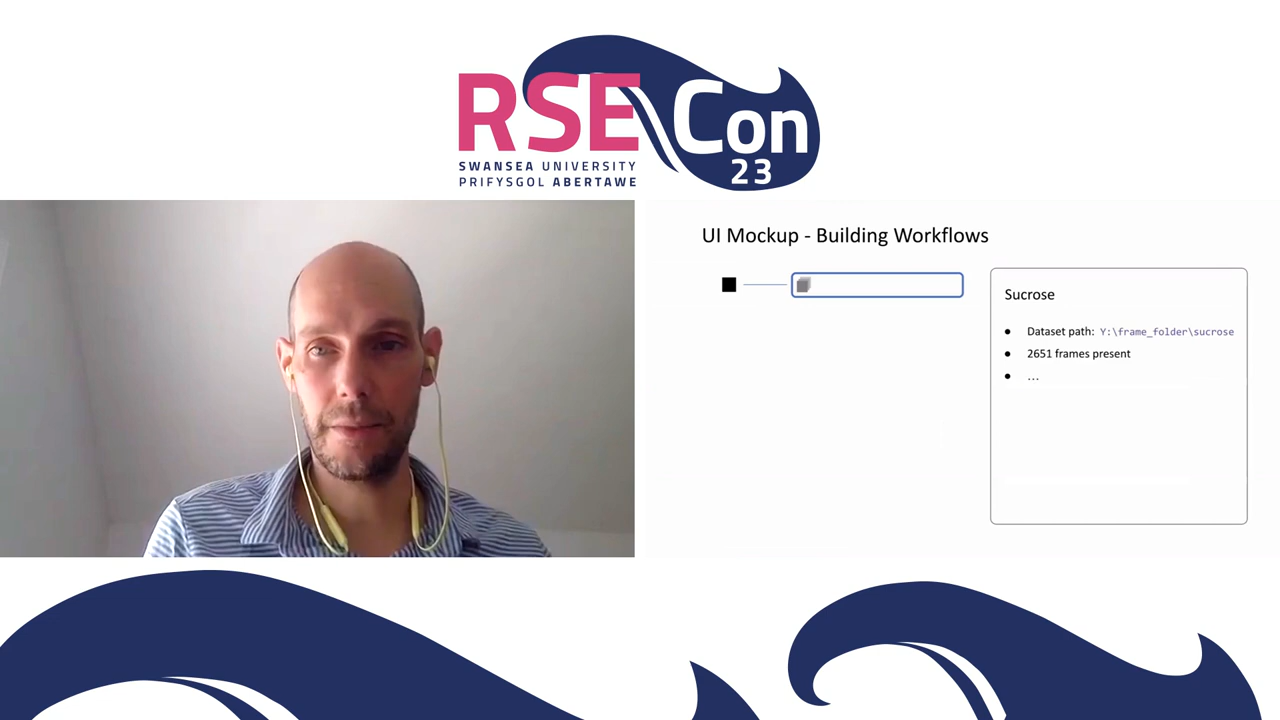 RSE Con
23
SWANSEA UNIVERSITY
PRIFYSGOL ABERTAWE
UI Mockup - Building Workflows
Sucrose
● Dataset path: Y:\frame_folder\sucrose
● 2651 frames present
● ...